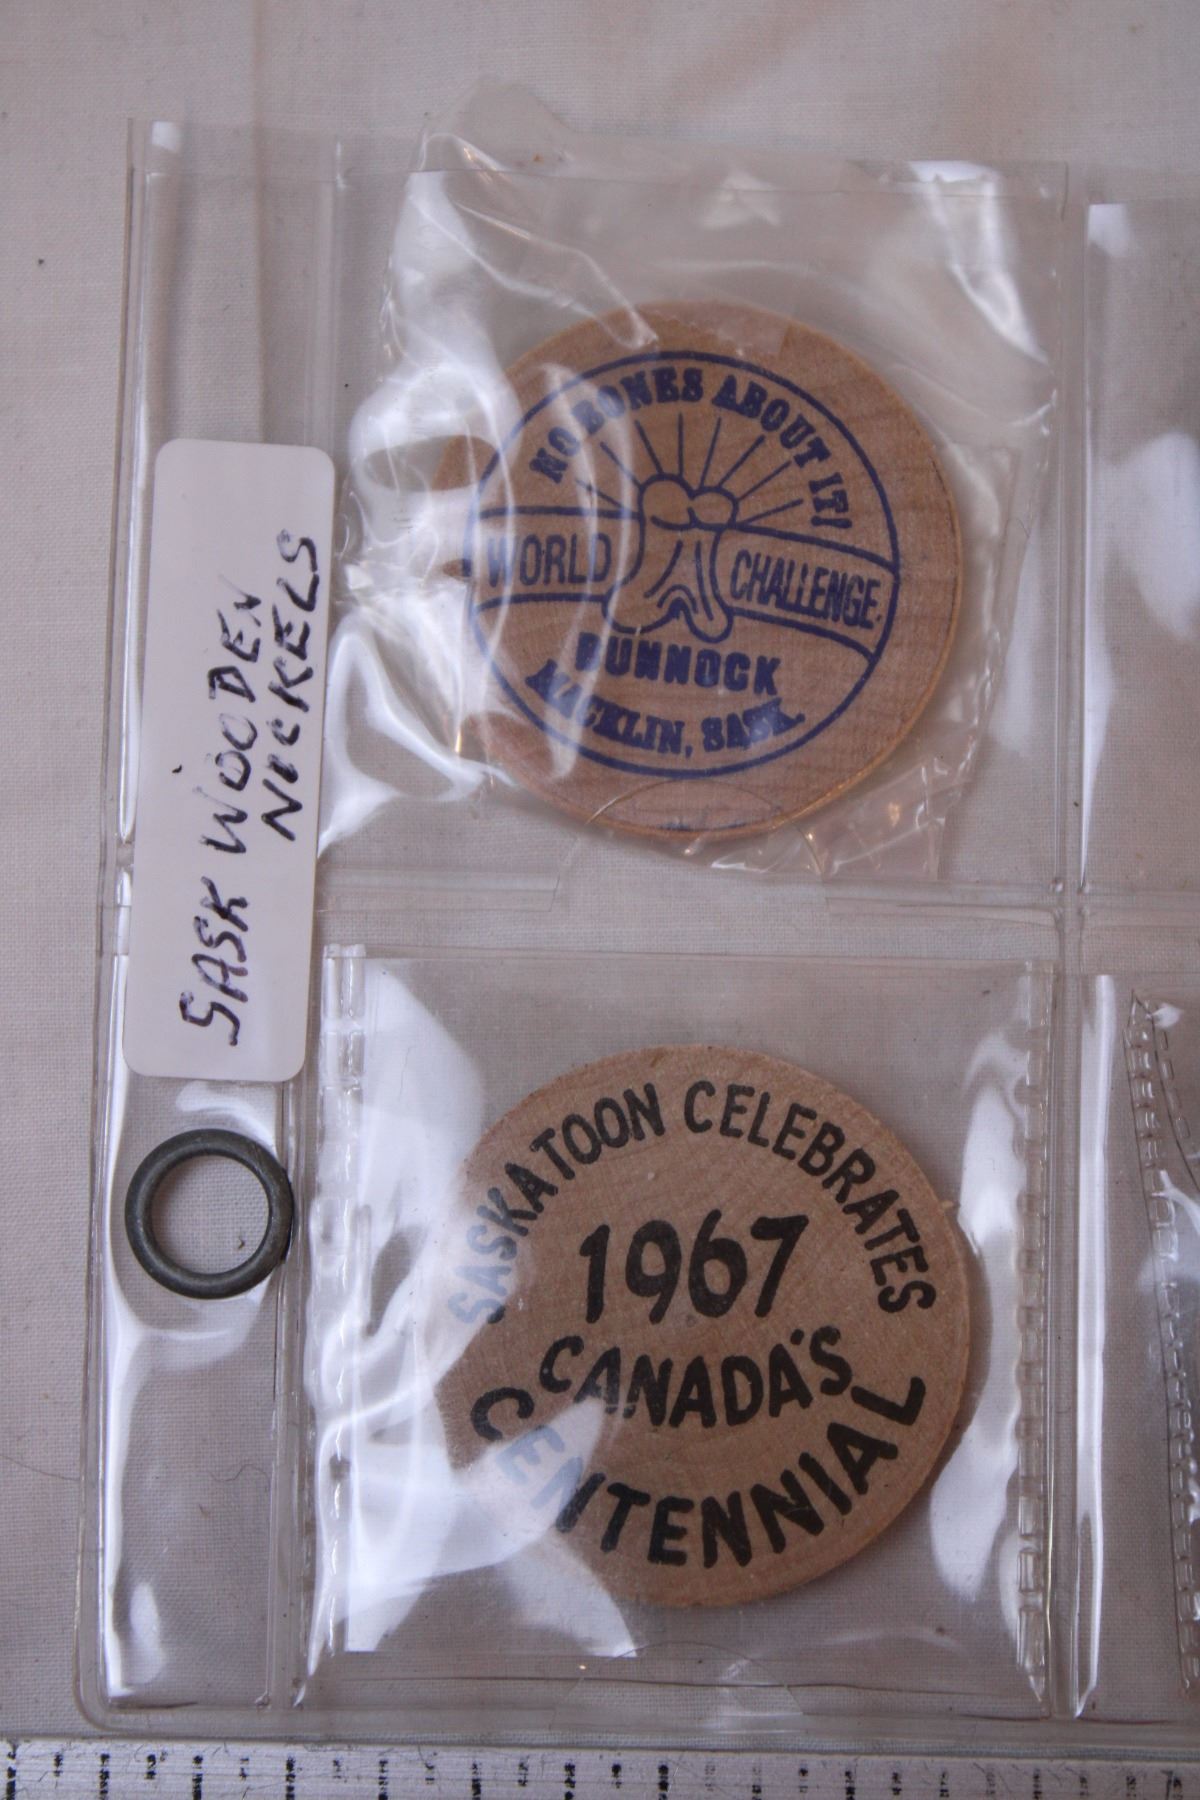 SASK WOODEN
NICKELS
NO BONES ABOUT IT!
WORLD CHALLENGE
BUNNOCK
MACKLIN, SASK.
SASKATOON CELEBRATES
1967
CANADA'S
CENTENNIAL